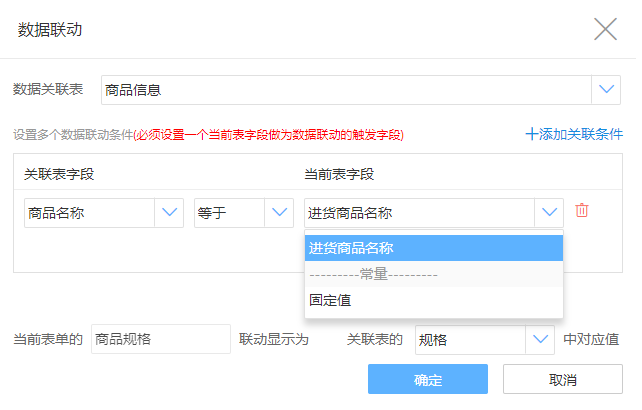 数据联动
数据关联表 商品信息
设置多个数据联动条件(必须设置一个当前表字段做为数据联动的触发字段) 添加关联条件
关联表字段 当前表字段
商品名称 等于 进货商品名称
进货商品名称
---------常量---------
固定值
当前表单的 商品规格 联动显示为 关联表的 规格 中对应值
确定 取消